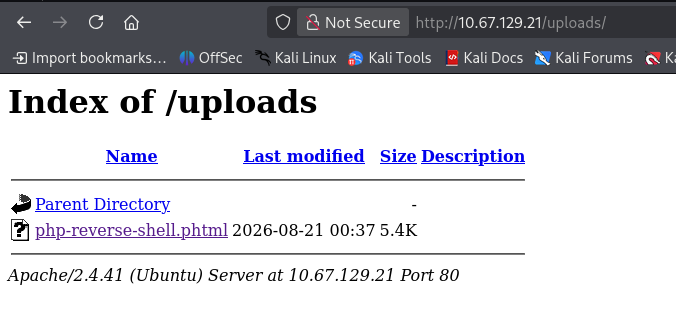 Not Secure http://10.67.129.21/uploads/
Import bookmarks... OffSec Kali Linux Kali Tools Kali Docs Kali Forums Ka
Index of /uploads
Name Last modified Size Description
Parent Directory -
php-reverse-shell.phtml 2026-08-21 00:37 5.4K
Apache/2.4.41 (Ubuntu) Server at 10.67.129.21 Port 80